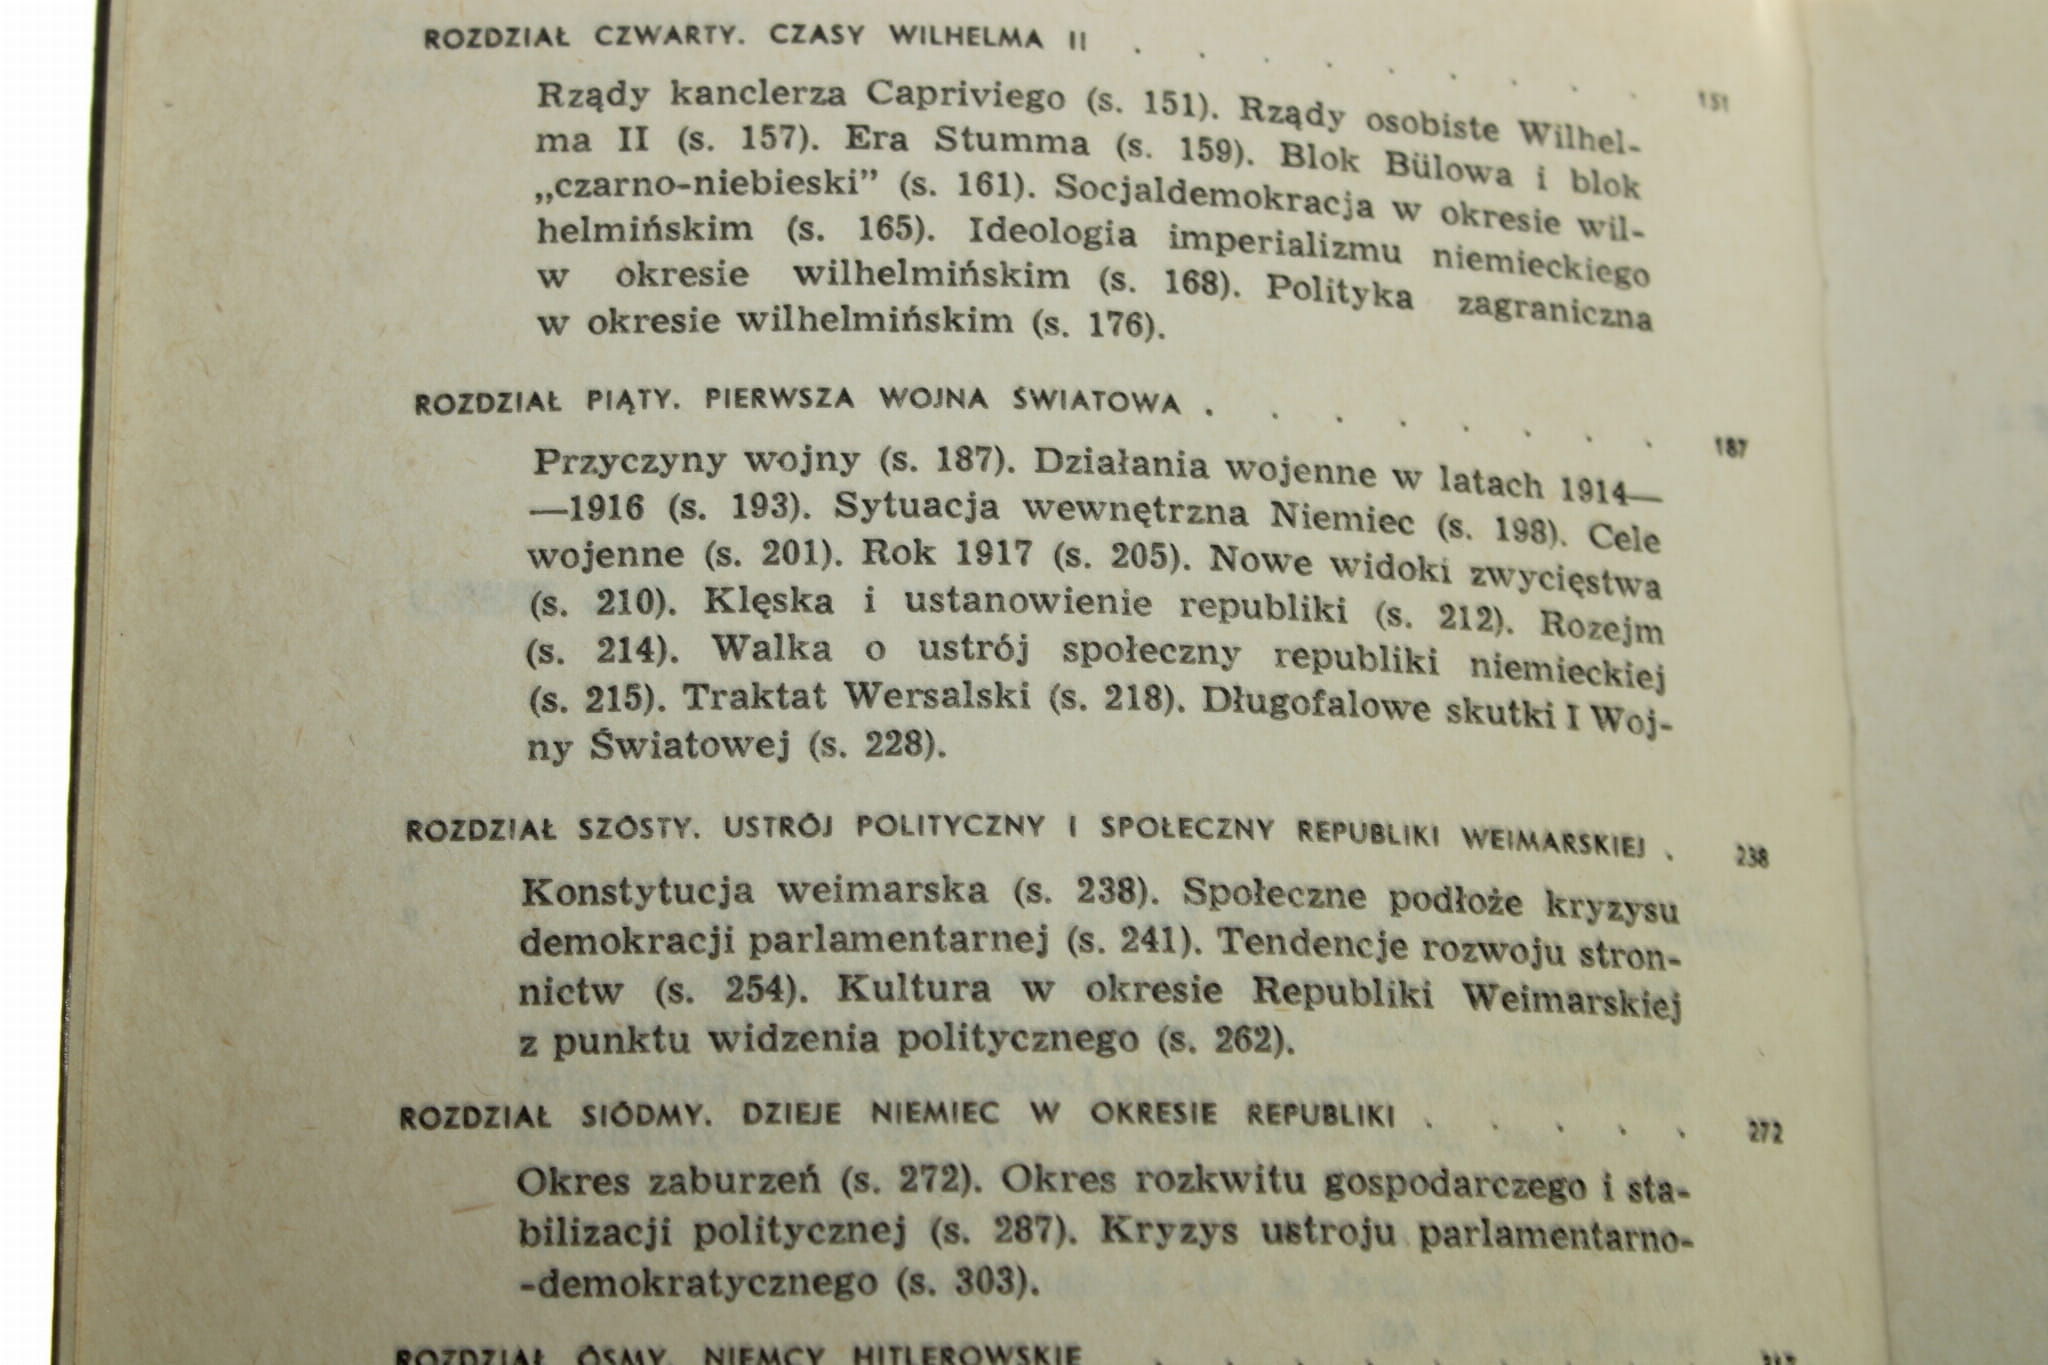 ROZDZIAŁ CZWARTY. CZASY WILHELMA II . . . . . . . . . 151
Rządy kanclerza Capriviego (s. 151). Rządy osobiste Wilhel-
ma II (s. 157). Era Stumma (s. 159). Blok Bülowa i blok
„czarno-niebieski” (s. 161). Socjaldemokracja w okresie wil-
helmińskim (s. 165). Ideologia imperializmu niemieckiego
w okresie wilhelmińskim (s. 168). Polityka zagraniczna
w okresie wilhelmińskim (s. 176).
ROZDZIAŁ PIĄTY. PIERWSZA WOJNA ŚWIATOWA . . . . . . . . 187
Przyczyny wojny (s. 187). Działania wojenne w latach 1914—
—1916 (s. 193). Sytuacja wewnętrzna Niemiec (s. 198). Cele
wojenne (s. 201). Rok 1917 (s. 205). Nowe widoki zwycięstwa
(s. 210). Klęska i ustanowienie republiki (s. 212). Rozejm
(s. 214). Walka o ustrój społeczny republiki niemieckiej
(s. 215). Traktat Wersalski (s. 218). Długofalowe skutki I Woj-
ny Światowej (s. 228).
ROZDZIAŁ SZÓSTY. USTRÓJ POLITYCZNY I SPOŁECZNY REPUBLIKI WEIMARSKIEJ . 238
Konstytucja weimarska (s. 238). Społeczne podłoże kryzysu
demokracji parlamentarnej (s. 241). Tendencje rozwoju stron-
nictw (s. 254). Kultura w okresie Republiki Weimarskiej
z punktu widzenia politycznego (s. 262).
ROZDZIAŁ SIÓDMY. DZIEJE NIEMIEC W OKRESIE REPUBLIKI . . . . . 272
Okres zaburzeń (s. 272). Okres rozkwitu gospodarczego i sta-
bilizacji politycznej (s. 287). Kryzys ustroju parlamentarno-
-demokratycznego (s. 303).
ROZDZIAŁ ÓSMY. NIEMCY HITLEROWSKIE . . . . . . . .